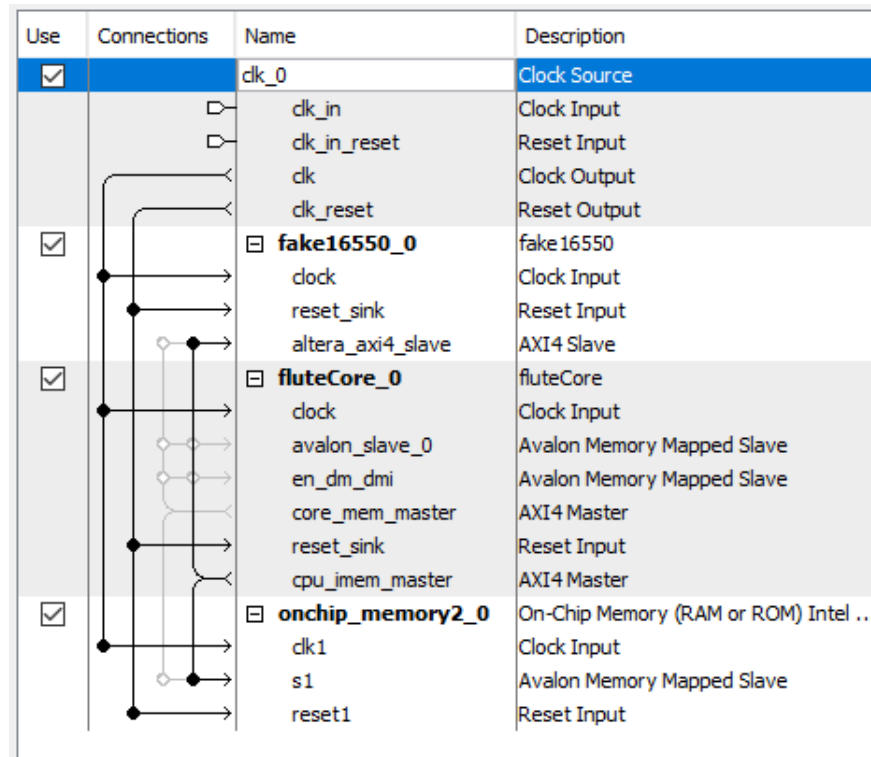 Use Connections Name Description
clk_0 Clock Source
clk_in Clock Input
clk_in_reset Reset Input
clk Clock Output
clk_reset Reset Output
fake16550_0 fake16550
clock Clock Input
reset_sink Reset Input
altera_axi4_slave AXI4 Slave
fluteCore_0 fluteCore
clock Clock Input
avalon_slave_0 Avalon Memory Mapped Slave
en_dm_dmi Avalon Memory Mapped Slave
core_mem_master AXI4 Master
reset_sink Reset Input
cpu_imem_master AXI4 Master
onchip_memory2_0 On-Chip Memory (RAM or ROM) Intel ..
clk1 Clock Input
s1 Avalon Memory Mapped Slave
reset1 Reset Input